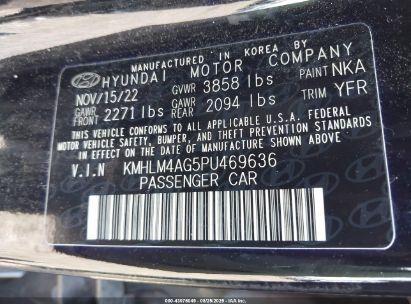 MANUFACTURED IN KOREA BY
HYUNDAI MOTOR COMPANY
NOV/15/22 GVWR 3858 lbs PAINT NKA
GAWR FRONT 2271 lbs GAWR REAR 2094 lbs TRIM YFR
THIS VEHICLE CONFORMS TO ALL APPLICABLE U.S.A. FEDERAL
MOTOR VEHICLE SAFETY, BUMPER, AND THEFT PREVENTION
STANDARDS IN EFFECT ON THE DATE OF MANUFACTURE SHOWN ABOVE.
V.I.N KMHLM4AG5PU469636
PASSENGER CAR